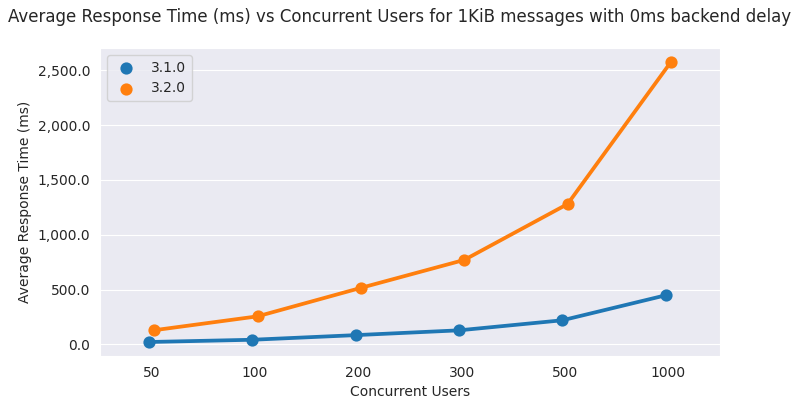 Average Response Time (ms) vs Concurrent Users for 1KiB messages with 0ms backend delay
3.1.0
3.2.0
2,500.0
2,000.0
1,500.0
1,000.0
500.0
0.0
Average Response Time (ms)
50 100 200 300 500 1000
Concurrent Users